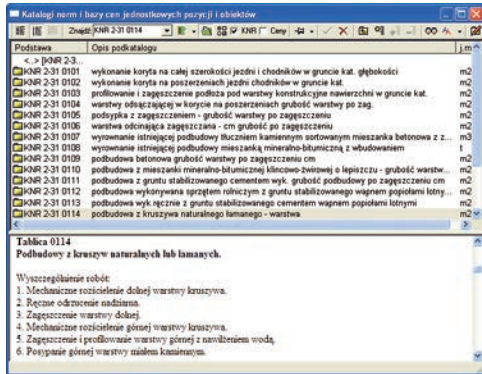 Katalogi norm i bazy cen jednostkowych pozycji i obiektów
Znajdź: KNR 2-31 0114 KNR Ceny
Podstawa Opis podkatalogu j.m
<..> [KNR 2-3...
KNR 2-31 0101 wykonanie koryta na całej szerokości jezdni i chodników w gruncie kat. głębokości m2
KNR 2-31 0102 wykonanie koryta na poszerzeniach jezdni chodników w gruncie kat. m2
KNR 2-31 0103 profilowanie i zagęszczenie podłoża pod warstwy konstrukcyjne nawierzchni w gruncie kat. m2
KNR 2-31 0104 warstwy odsączającej w korycie na poszerzeniach grubość warstwy po zag. m2
KNR 2-31 0105 podsypka z zagęszczeniem - grubość warstwy po zagęszczeniu m2
KNR 2-31 0106 warstwa odcinająca zagęszczana - cm grubość po zagęszczeniu m2
KNR 2-31 0107 wyrownanie istniejącej podbudowy tłuczniem kamiennym sortowanym mieszanka betonowa z z... m
KNR 2-31 0108 wyrownanie istniejącej podbudowy mieszanką mineralno-bitumiczną z wbudowaniem t
KNR 2-31 0109 podbudowa betonowa grubość warstwy po zagęszczeniu cm m2
KNR 2-31 0110 podbudowa z mieszanki mineralno-bitumicznej klincowo-żwirowej o lepiszczu - grubość warstw... m2
KNR 2-31 0111 podbudowa z gruntu stabilizowanego cementem wyk. grubość podbudowy po zagęszczeniu cm m2
KNR 2-31 0112 podbudowa wykonywana sprzętem rolniczym z gruntu stabilizowanego wapnem popiołami lotny... m2
KNR 2-31 0113 podbudowa wyk ręcznie z gruntu stabilizowanego cementem wapnem popiołami lotnymi m2
KNR 2-31 0114 podbudowa z kruszywa naturalnego łamanego - warstwa m2
Tablica 0114
Podbudowy z kruszyw naturalnych lub łamanych.
Wyszczególnienie robót:
1. Mechaniczne rozścielenie dolnej warstwy kruszywa.
2. Ręczne odrzucenie nadziarna.
3. Zagęszczenie warstwy dolnej.
4. Mechaniczne rozścielenie górnej warstwy kruszywa.
5. Zagęszczenie i profilowanie warstwy górnej z nawilżeniem wodą.
6. Posypanie górnej warstwy miałem kamiennym.